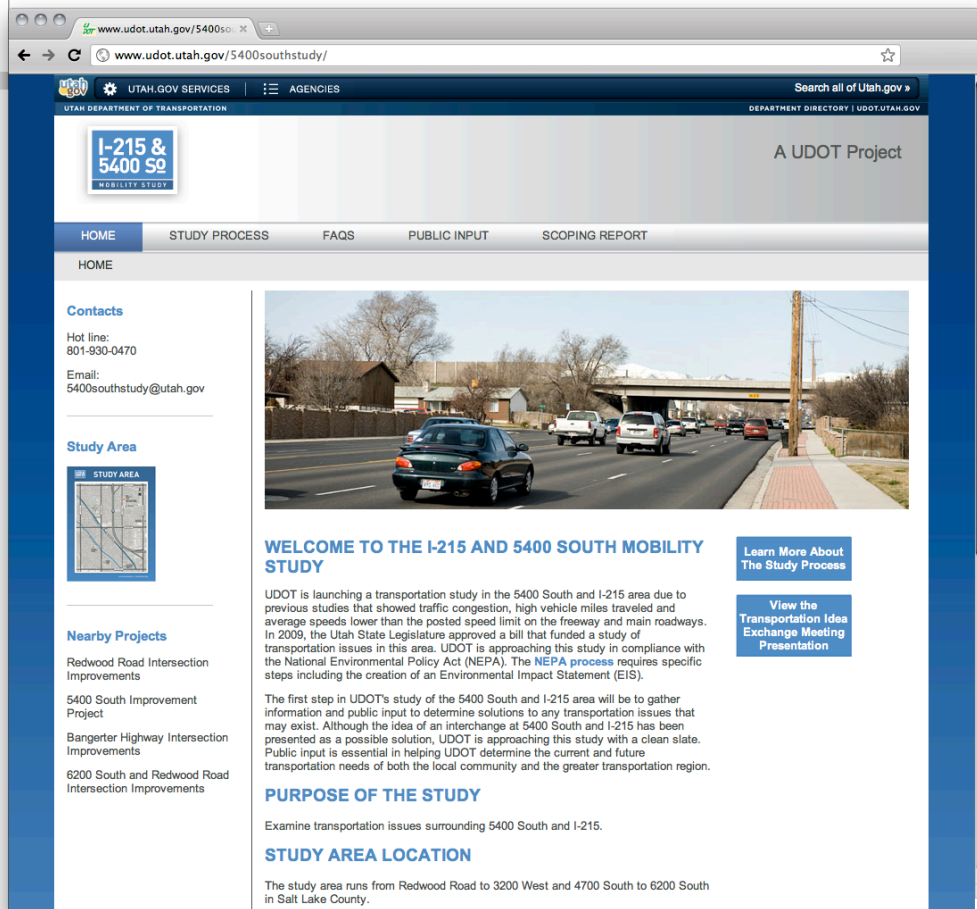 www.udot.utah.gov/5400so
www.udot.utah.gov/5400southstudy/
utah
gov
UTAH.GOV SERVICES
AGENCIES
Search all of Utah.gov »
UTAH DEPARTMENT OF TRANSPORTATION
DEPARTMENT DIRECTORY | UDOT.UTAH.GOV
I-215 &
5400 So
MOBILITY STUDY
A UDOT Project
HOME STUDY PROCESS FAQS PUBLIC INPUT SCOPING REPORT
HOME
Contacts
Hot line:
801-930-0470
Email:
5400southstudy@utah.gov
Study Area
STUDY AREA
Nearby Projects
Redwood Road Intersection
Improvements
5400 South Improvement
Project
Bangerter Highway Intersection
Improvements
6200 South and Redwood Road
Intersection Improvements
WELCOME TO THE I-215 AND 5400 SOUTH MOBILITY
STUDY
UDOT is launching a transportation study in the 5400 South and I-215 area due to
previous studies that showed traffic congestion, high vehicle miles traveled and
average speeds lower than the posted speed limit on the freeway and main roadways.
In 2009, the Utah State Legislature approved a bill that funded a study of
transportation issues in this area. UDOT is approaching this study in compliance with
the National Environmental Policy Act (NEPA). The NEPA process requires specific
steps including the creation of an Environmental Impact Statement (EIS).
The first step in UDOT's study of the 5400 South and I-215 area will be to gather
information and public input to determine solutions to any transportation issues that
may exist. Although the idea of an interchange at 5400 South and I-215 has been
presented as a possible solution, UDOT is approaching this study with a clean slate.
Public input is essential in helping UDOT determine the current and future
transportation needs of both the local community and the greater transportation region.
PURPOSE OF THE STUDY
Examine transportation issues surrounding 5400 South and I-215.
STUDY AREA LOCATION
The study area runs from Redwood Road to 3200 West and 4700 South to 6200 South
in Salt Lake County.
Learn More About
The Study Process
View the
Transportation Idea
Exchange Meeting
Presentation